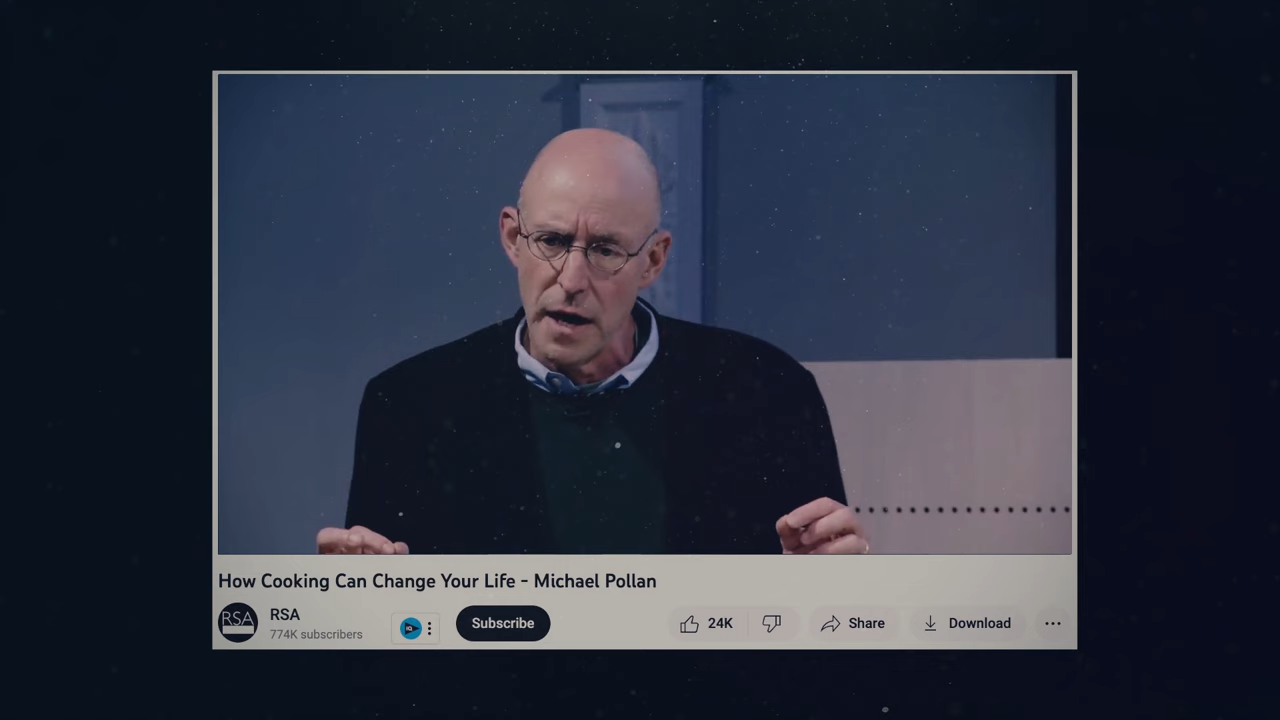 How Cooking Can Change Your Life - Michael Pollan
RSA
RSA
774K subscribers
Subscribe
24K
Share
Download